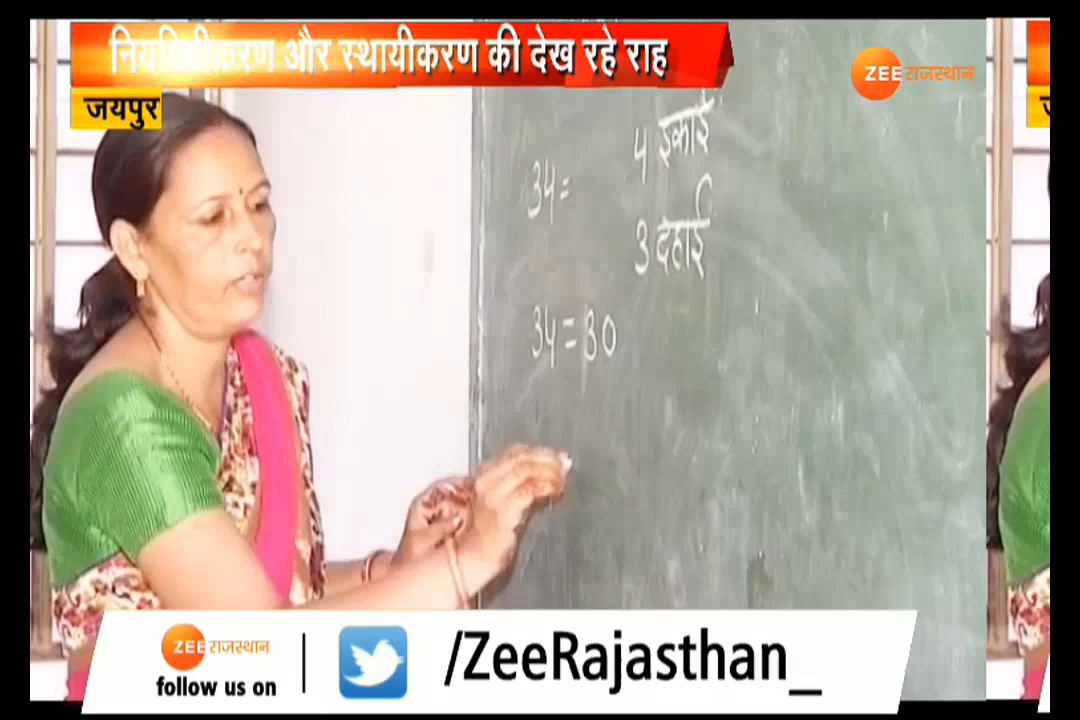 नियमितीकरण और स्थायीकरण की देख रहे राह
जयपुर
ZEE राजस्थान
34=
4 इकाई
3 दहाई
34=30
ZEE राजस्थान
follow us on
/ZeeRajasthan_